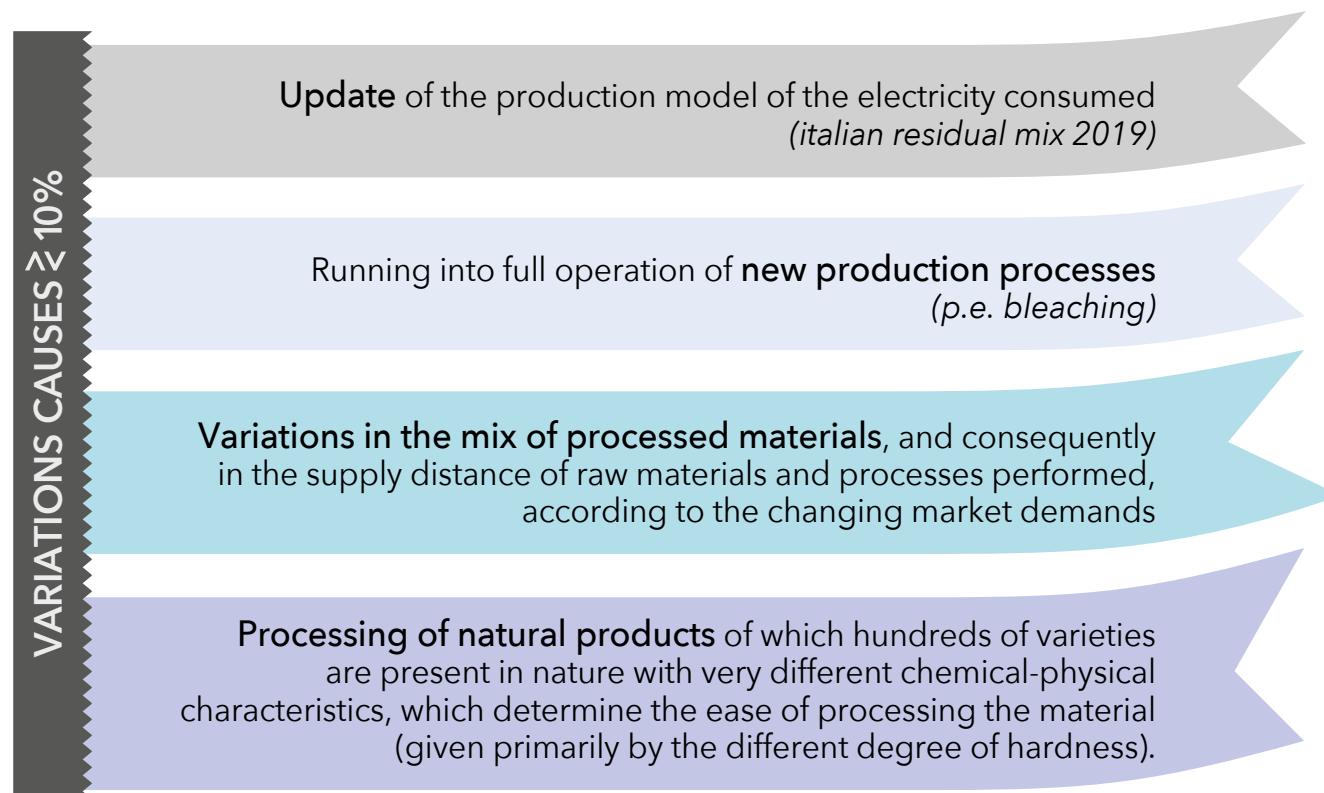 VARIATIONS CAUSES ≥ 10%
Update of the production model of the electricity consumed
(italian residual mix 2019)
Running into full operation of new production processes
(p.e. bleaching)
Variations in the mix of processed materials, and consequently
in the supply distance of raw materials and processes performed,
according to the changing market demands
Processing of natural products of which hundreds of varieties
are present in nature with very different chemical-physical
characteristics, which determine the ease of processing the material
(given primarily by the different degree of hardness).